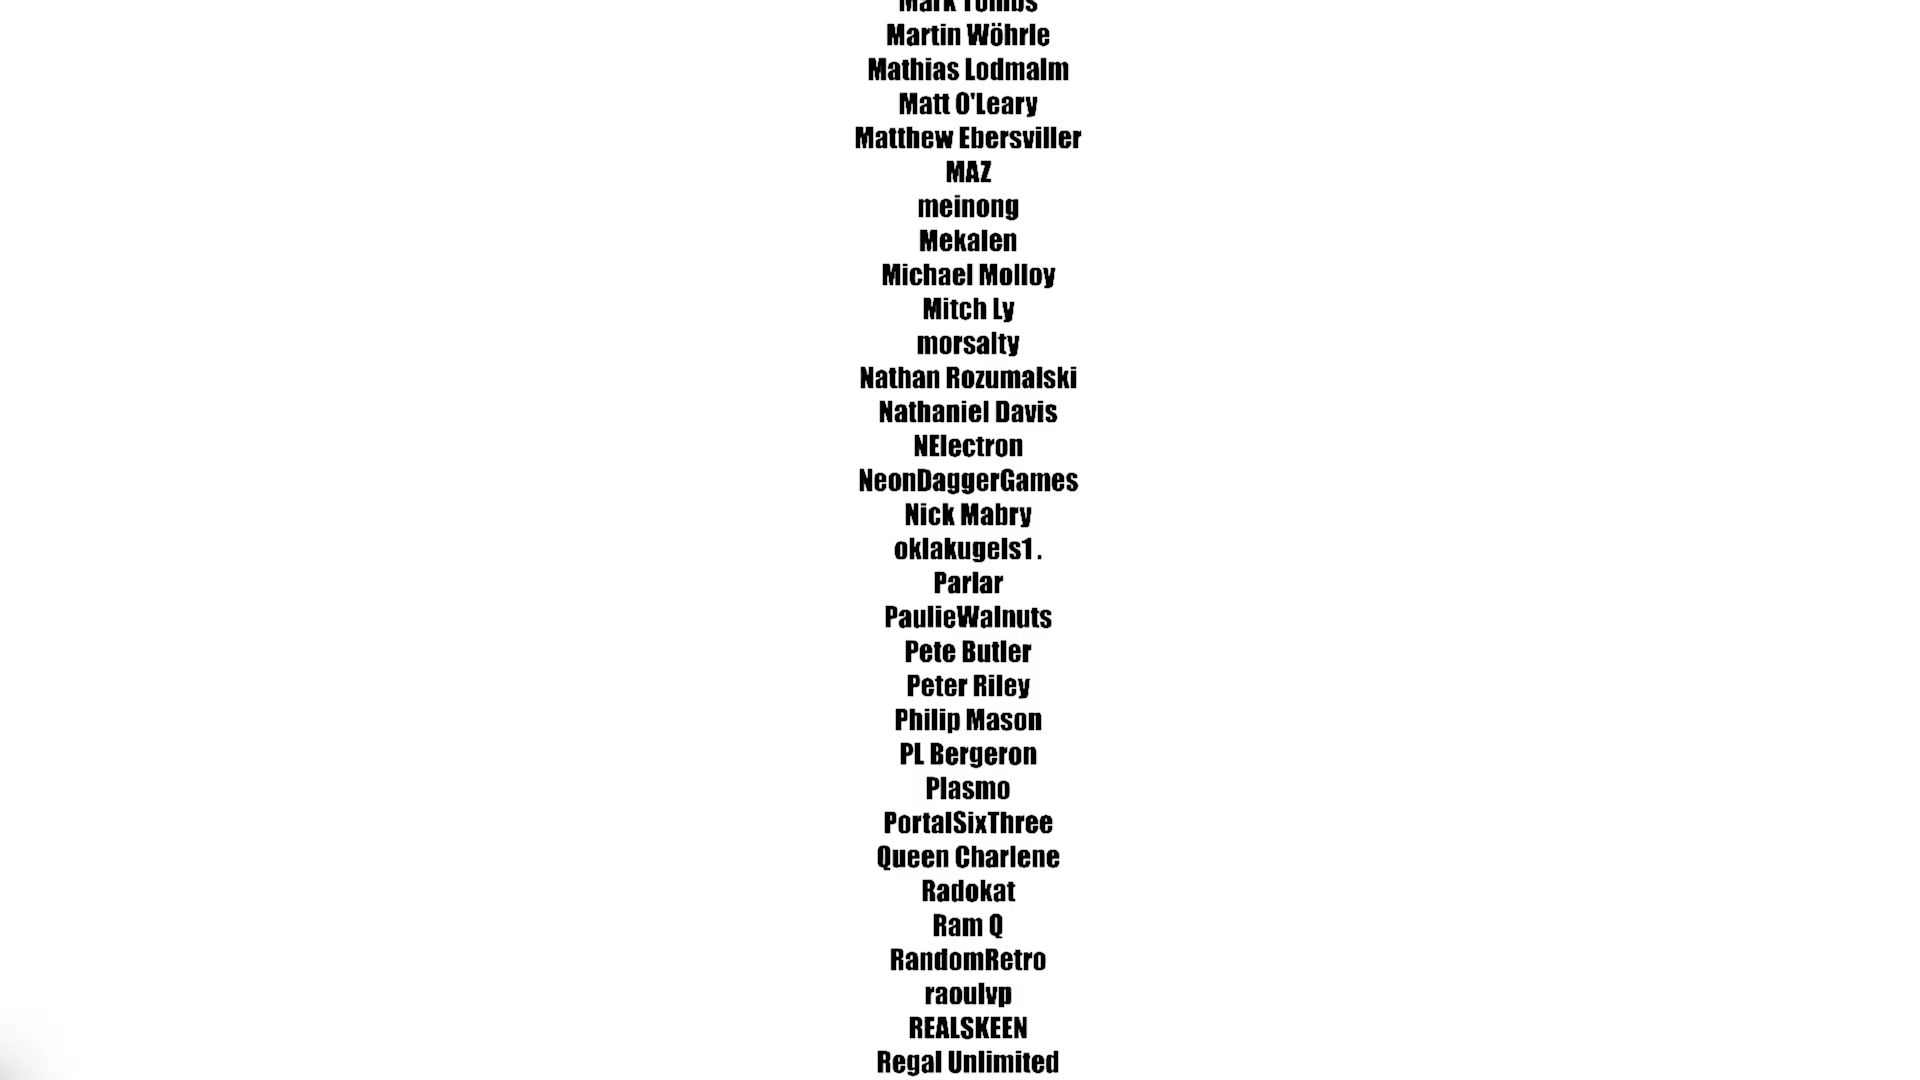 Mark Tombs
Martin Wöhrle
Mathias Lodmalm
Matt O'Leary
Matthew Ebersviller
MAZ
meinong
Mekalen
Michael Molloy
Mitch Ly
morsalty
Nathan Rozumalski
Nathaniel Davis
NElectron
NeonDaggerGames
Nick Mabry
oklakugels1 .
Parlar
PaulieWalnuts
Pete Butler
Peter Riley
Philip Mason
PL Bergeron
Plasmo
PortalSixThree
Queen Charlene
Radokat
Ram Q
RandomRetro
raoulvp
REALSKEEN
Regal Unlimited